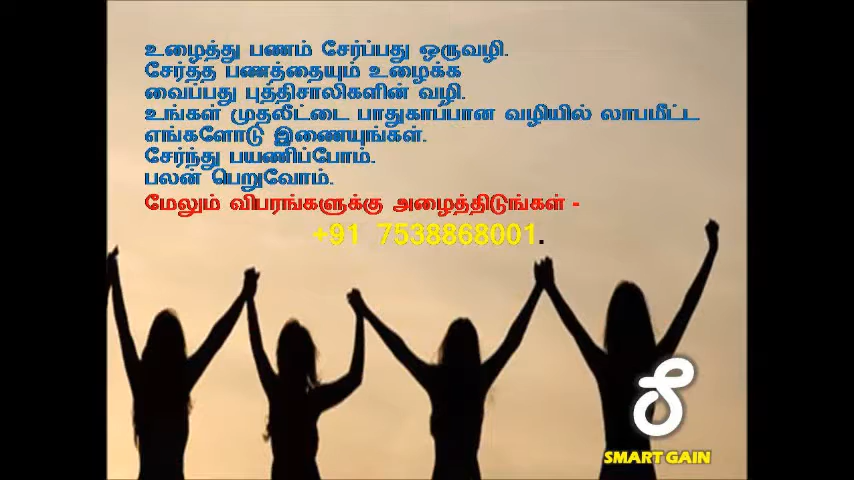 உழைத்து பணம் சேர்ப்பது ஒருவழி.
சேர்த்த பணத்தையும் உழைக்க
வைப்பது புத்திசாலிகளின் வழி.
உங்கள் முதலீட்டை பாதுகாப்பான வழியில் லாபமீட்ட
எங்களோடு இணையுங்கள்.
சேர்ந்து பயணிப்போம்.
பலன் பெறுவோம்.
மேலும் விபரங்களுக்கு அழைத்திடுங்கள் -
+91 7538868001.
SMART GAIN